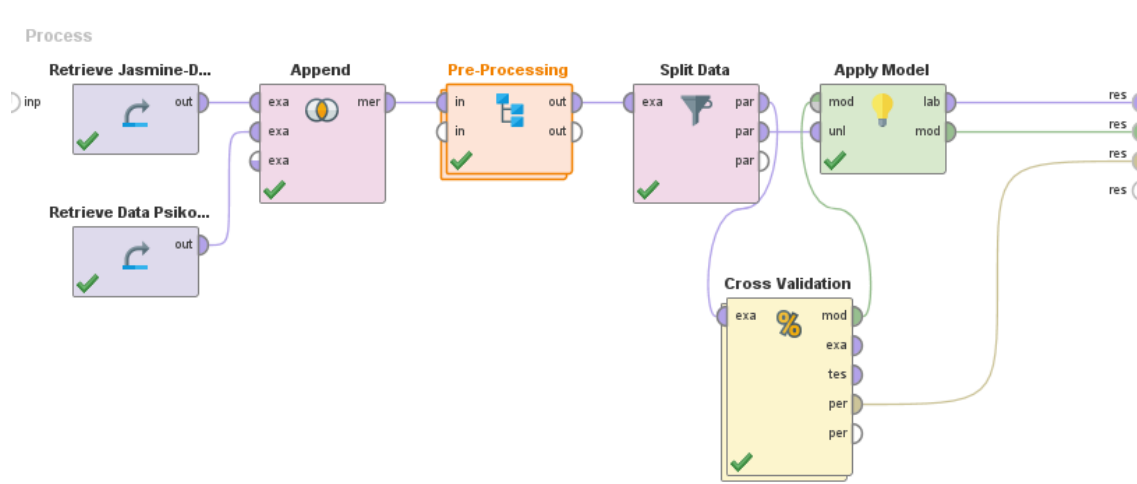 Process
inp
Retrieve Jasmine-D...
out
Append
exa
mer
exa
exa
Pre-Processing
in
out
in
out
Split Data
exa
par
par
par
Apply Model
mod
lab
unl
mod
res
res
res
res
Retrieve Data Psiko...
out
Cross Validation
exa
%
mod
exa
tes
per
per